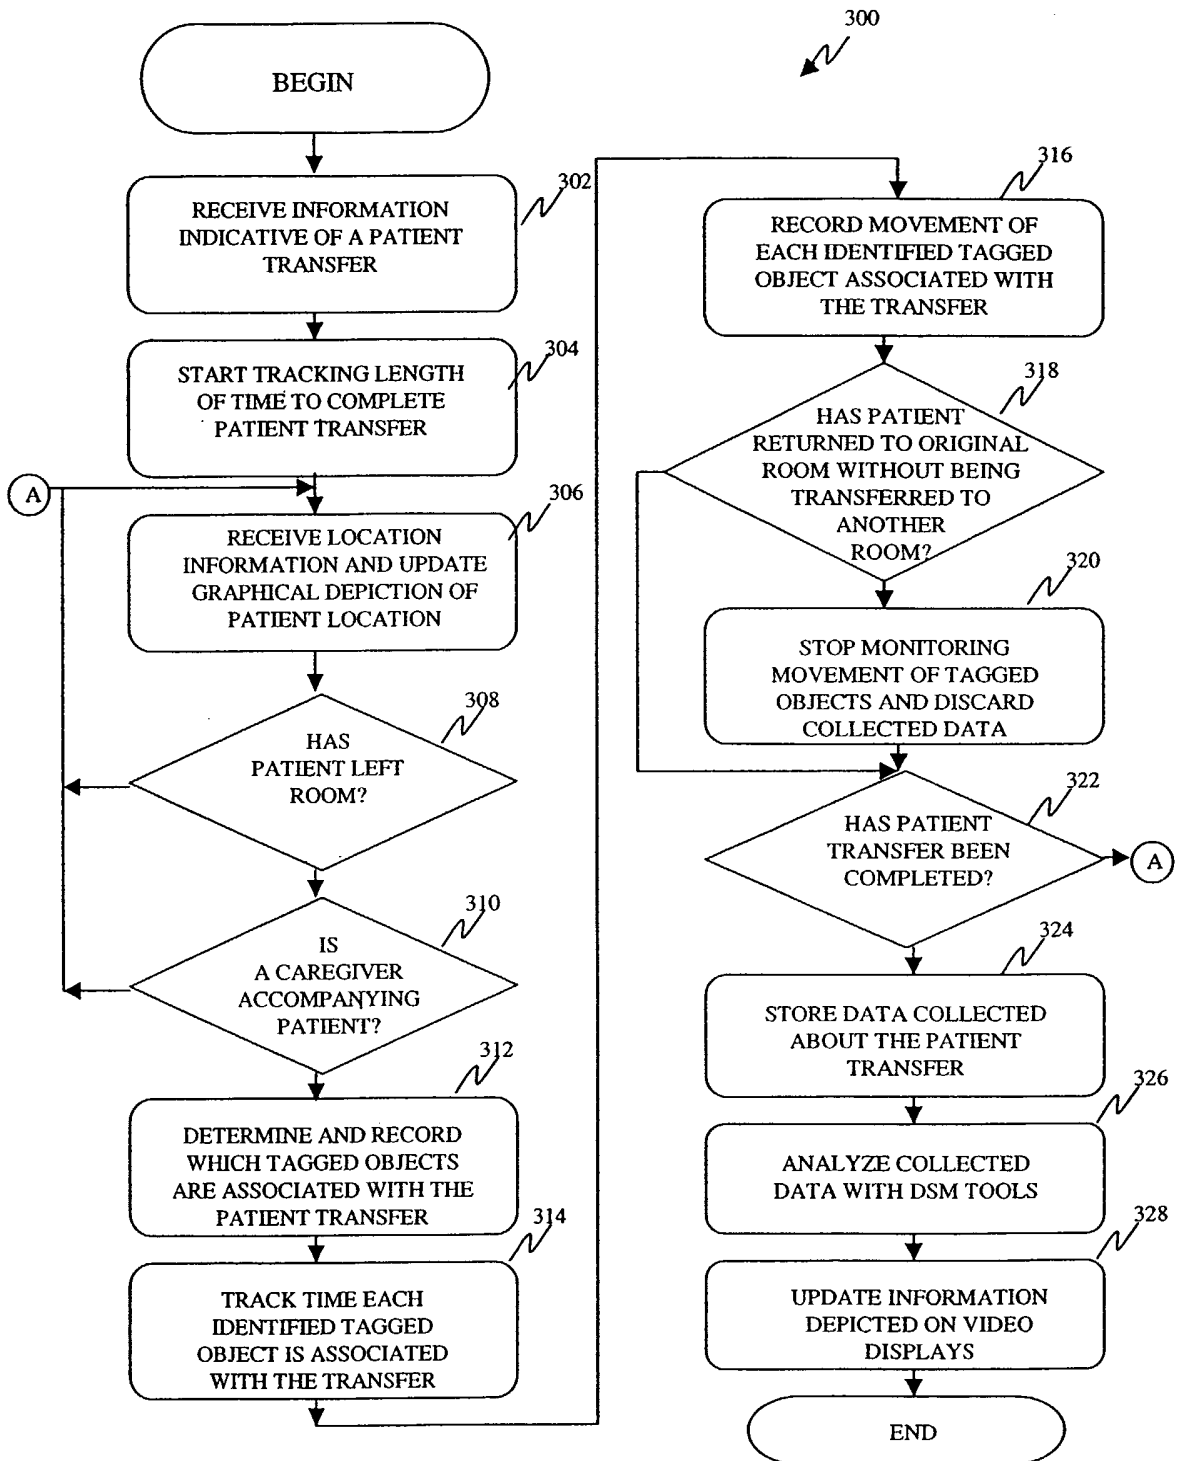 300
BEGIN
302
RECEIVE INFORMATION
INDICATIVE OF A PATIENT
TRANSFER
304
START TRACKING LENGTH
OF TIME TO COMPLETE
PATIENT TRANSFER
A
306
RECEIVE LOCATION
INFORMATION AND UPDATE
GRAPHICAL DEPICTION OF
PATIENT LOCATION
308
HAS
PATIENT LEFT
ROOM?
310
IS
A CAREGIVER
ACCOMPANYING
PATIENT?
312
DETERMINE AND RECORD
WHICH TAGGED OBJECTS
ARE ASSOCIATED WITH THE
PATIENT TRANSFER
314
TRACK TIME EACH
IDENTIFIED TAGGED
OBJECT IS ASSOCIATED
WITH THE TRANSFER
316
RECORD MOVEMENT OF
EACH IDENTIFIED TAGGED
OBJECT ASSOCIATED WITH
THE TRANSFER
318
HAS PATIENT
RETURNED TO ORIGINAL
ROOM WITHOUT BEING
TRANSFERRED TO
ANOTHER
ROOM?
320
STOP MONITORING
MOVEMENT OF TAGGED
OBJECTS AND DISCARD
COLLECTED DATA
322
HAS PATIENT
TRANSFER BEEN
COMPLETED?
A
324
STORE DATA COLLECTED
ABOUT THE PATIENT
TRANSFER
326
ANALYZE COLLECTED
DATA WITH DSM TOOLS
328
UPDATE INFORMATION
DEPICTED ON VIDEO
DISPLAYS
END